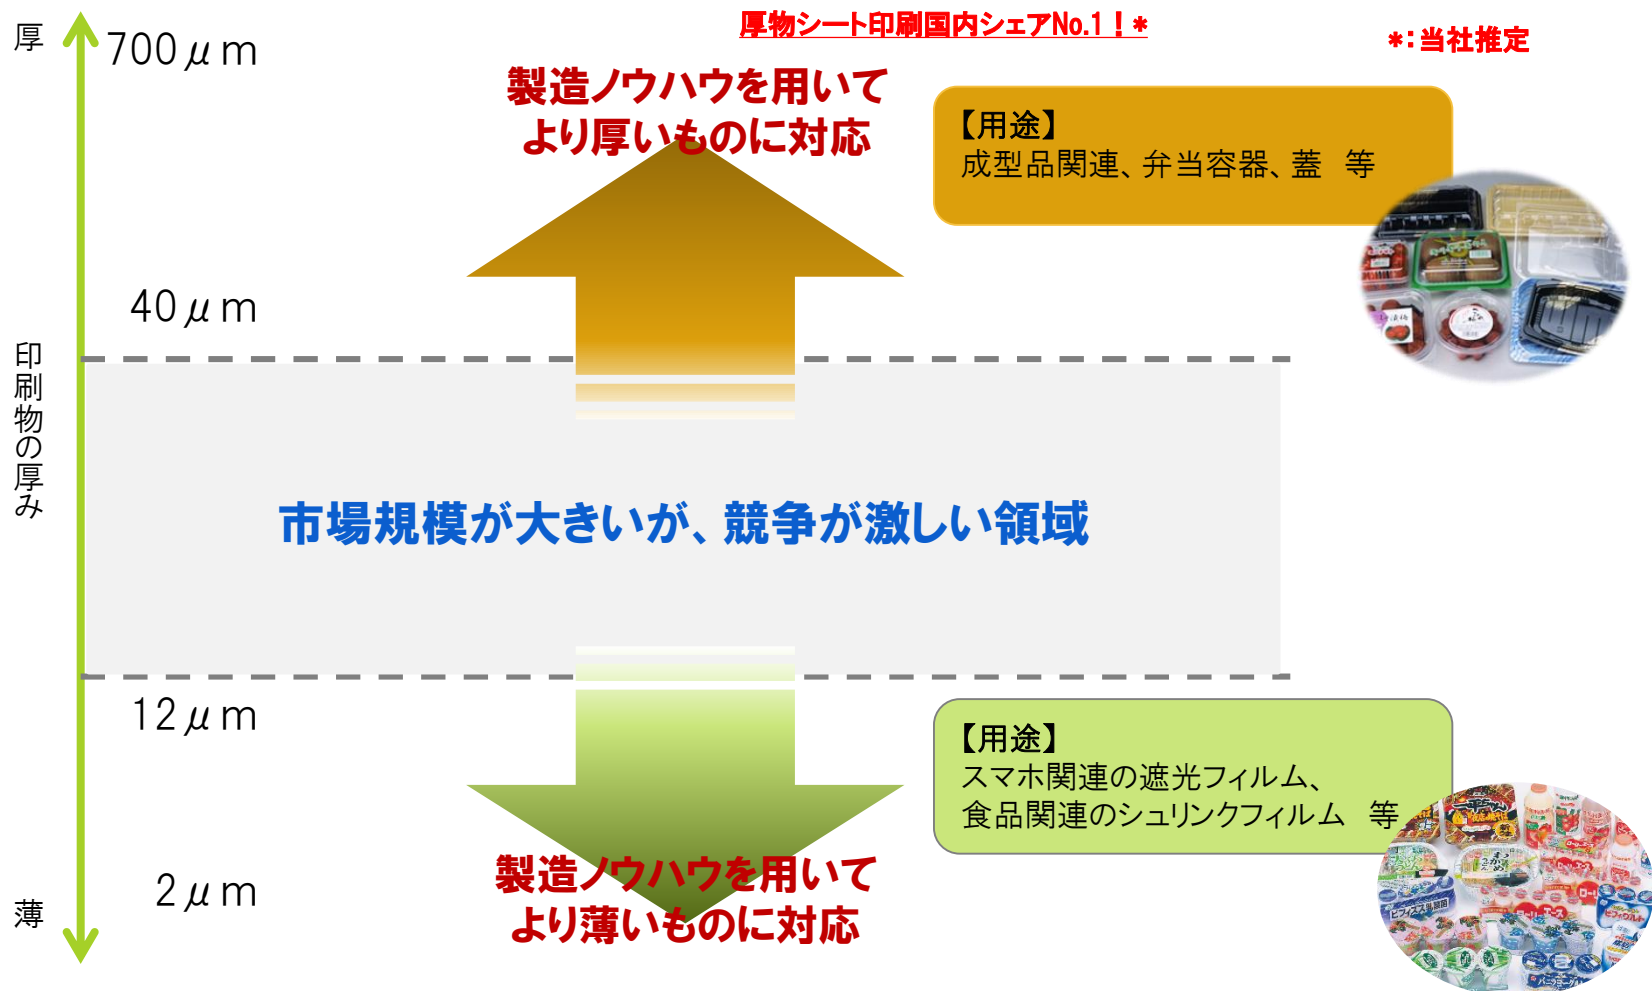 厚物シート印刷国内シェアNo.1！*
*：当社推定
厚
700μm
製造ノウハウを用いて
より厚いものに対応
【用途】
成型品関連、弁当容器、蓋　等
40μm
印刷物の厚み
市場規模が大きいが、競争が激しい領域
12μm
【用途】
スマホ関連の遮光フィルム、
食品関連のシュリンクフィルム　等
製造ノウハウを用いて
より薄いものに対応
2μm
薄